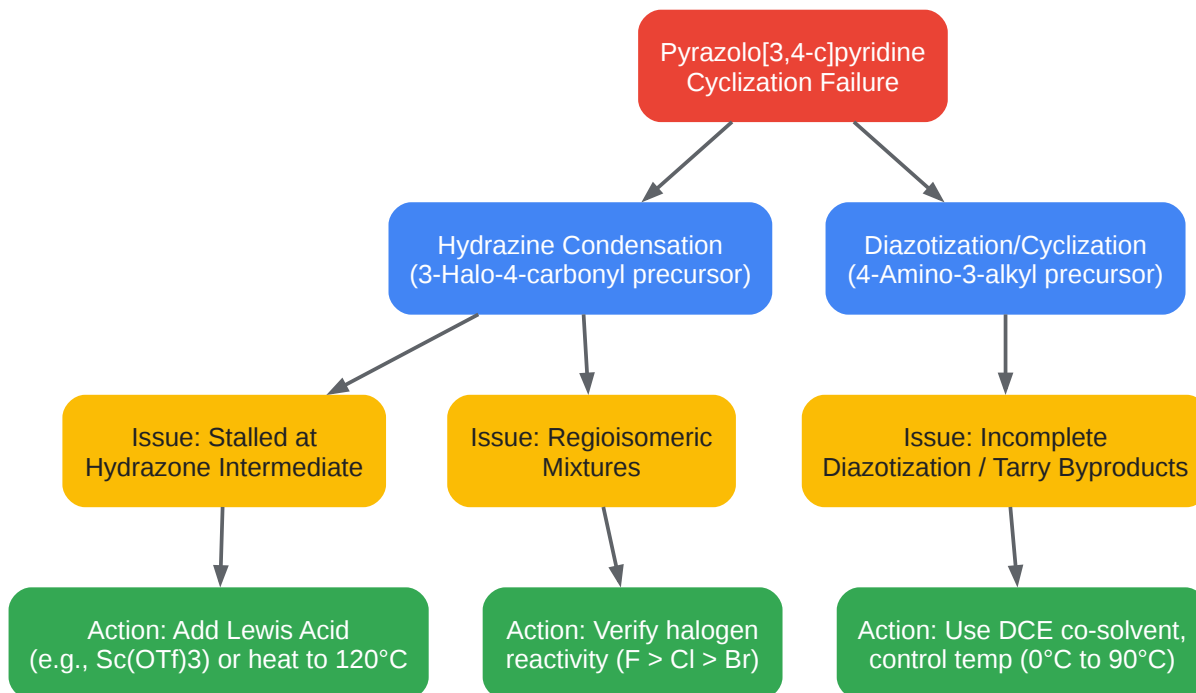 Pyrazolo[3,4-c]pyridine
Cyclization Failure
Hydrazine Condensation
(3-Halo-4-carbonyl precursor)
Diazotization/Cyclization
(4-Amino-3-alkyl precursor)
Issue: Stalled at
Hydrazone Intermediate
Issue: Regioisomeric
Mixtures
Issue: Incomplete
Diazotization / Tarry Byproducts
Action: Add Lewis Acid
(e.g., Sc(OTf)3) or heat to 120°C
Action: Verify halogen
reactivity (F > Cl > Br)
Action: Use DCE co-solvent,
control temp (0°C to 90°C)